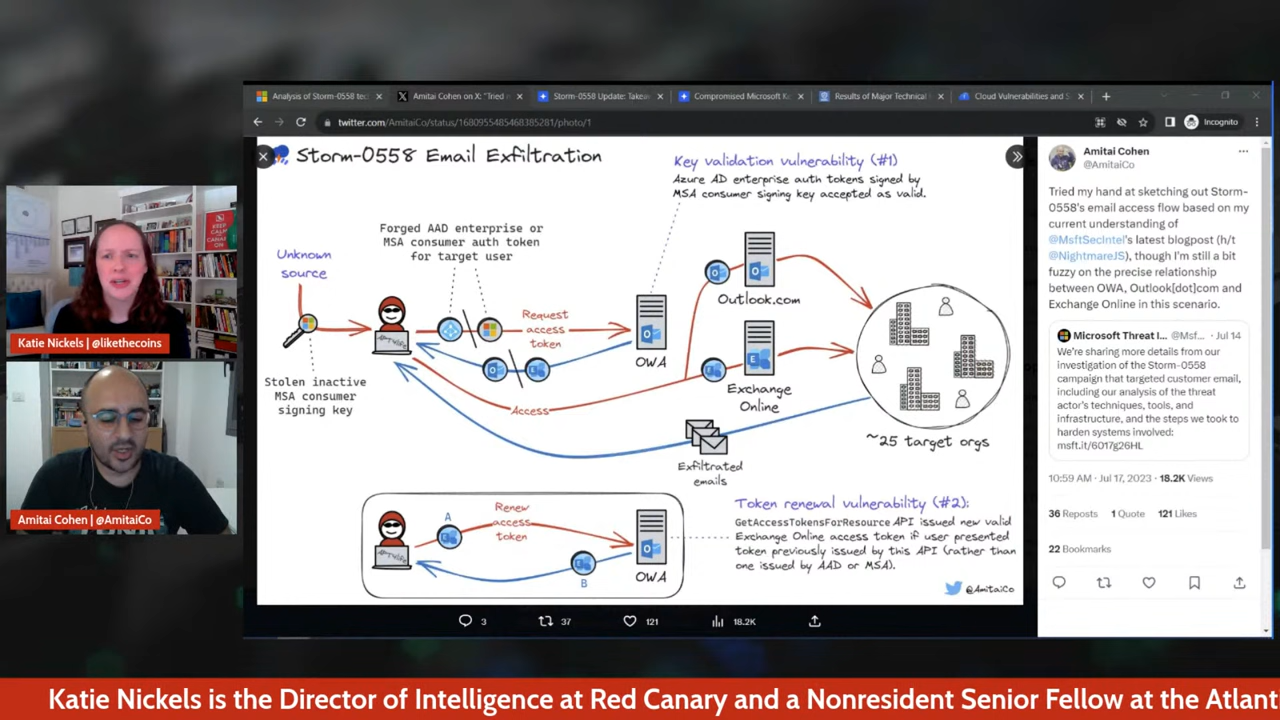 Analysis of Storm-0558 tec
Amitai Cohen on X: "Tried n
Storm-0558 Update: Takea
Compromised Microsoft K
Results of Major Technical
Cloud Vulnerabilities and S
twitter.com/AmitaiCo/status/1680955485468385281/photo/1
Incognito
Storm-0558 Email Exfiltration
Key validation vulnerability (#1)
Azure AD enterprise auth tokens signed by
MSA consumer signing key accepted as valid.
Forged AAD enterprise or
MSA consumer auth token
for target user
Unknown
source
Stolen inactive
MSA consumer
signing key
Request
access
token
OWA
Outlook.com
Exchange
Online
Access
~25 target orgs
Exfiltrated
emails
Renew
access
token
A
B
OWA
Token renewal vulnerability (#2):
GetAccessTokensForResource API issued new valid
Exchange Online access token if user presented
token previously issued by this API (rather than
one issued by AAD or MSA).
@AmitaiCo
3
37
121
18.2K
Amitai Cohen
@AmitaiCo
Tried my hand at sketching out Storm-
0558's email access flow based on my
current understanding of
@MsftSecIntel's latest blogpost (h/t
@NightmareJS), though I'm still a bit
fuzzy on the precise relationship
between OWA, Outlook[dot]com and
Exchange Online in this scenario.
Microsoft Threat I... @Msf... · Jul 14
We're sharing more details from our
investigation of the Storm-0558
campaign that targeted customer email,
including our analysis of the threat
actor's techniques, tools, and
infrastructure, and the steps we took to
harden systems involved:
msft.it/6017g26HL
10:59 AM · Jul 17, 2023 · 18.2K Views
36 Reposts 1 Quote 121 Likes
22 Bookmarks
KEEP
CALM
Katie Nickels | @likethecoins
Amitai Cohen | @AmitaiCo
Katie Nickels is the Director of Intelligence at Red Canary and a Nonresident Senior Fellow at the Atlant